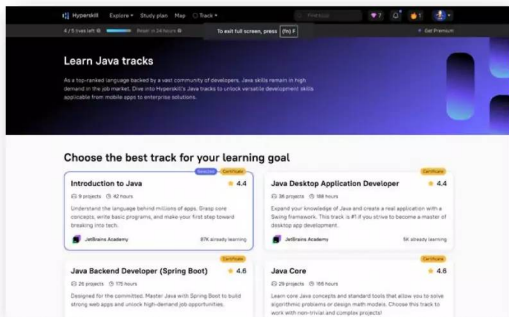 Hyperskill Explore Study plan Map Track 7 1
4 / 5 lives left Reset in 24 hours To exit full screen, press (fn) F Get Premium
Learn Java tracks
As a top-ranked language backed by a vast community of developers, Java skills remain in high
demand in the job market. Dive into Hyperskill's Java tracks to unlock versatile development skills
applicable from mobile apps to enterprise solutions.
Choose the best track for your learning goal
Certificate
Introduction to Java 4.4
9 projects 62 hours
Understand the language behind millions of apps. Grasp core
concepts, write basic programs, and make your first step toward
breaking into tech.
JetBrains Academy 87K already learning
Certificate
Java Desktop Application Developer 4.4
38 projects 188 hours
Expand your knowledge of Java and create a real application with a
Swing framework. This track is #1 if you strive to become a master of
desktop app development.
JetBrains Academy 5K already learning
Certificate
Java Backend Developer (Spring Boot) 4.6
175 hours
Designed for the committed. Master Java with Spring Boot to build
strong web apps and unlock high-demand job opportunities.
Certificate
Java Core 4.6
29 projects
Learn core Java concepts and standard tools that allow you to solve
algorithmic problems or design math models. Choose this track to
work with non-trivial and complex projects!